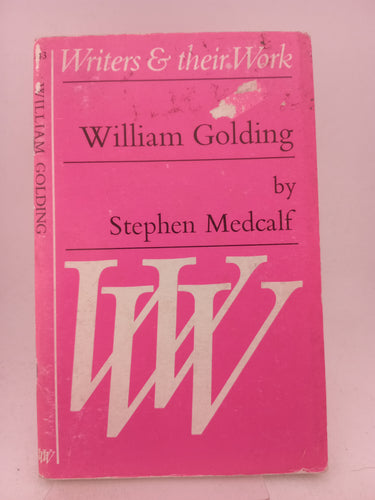 Writers & their Work
William Golding
by
Stephen Medcalf
WW
WILLIAM GOLDING
W